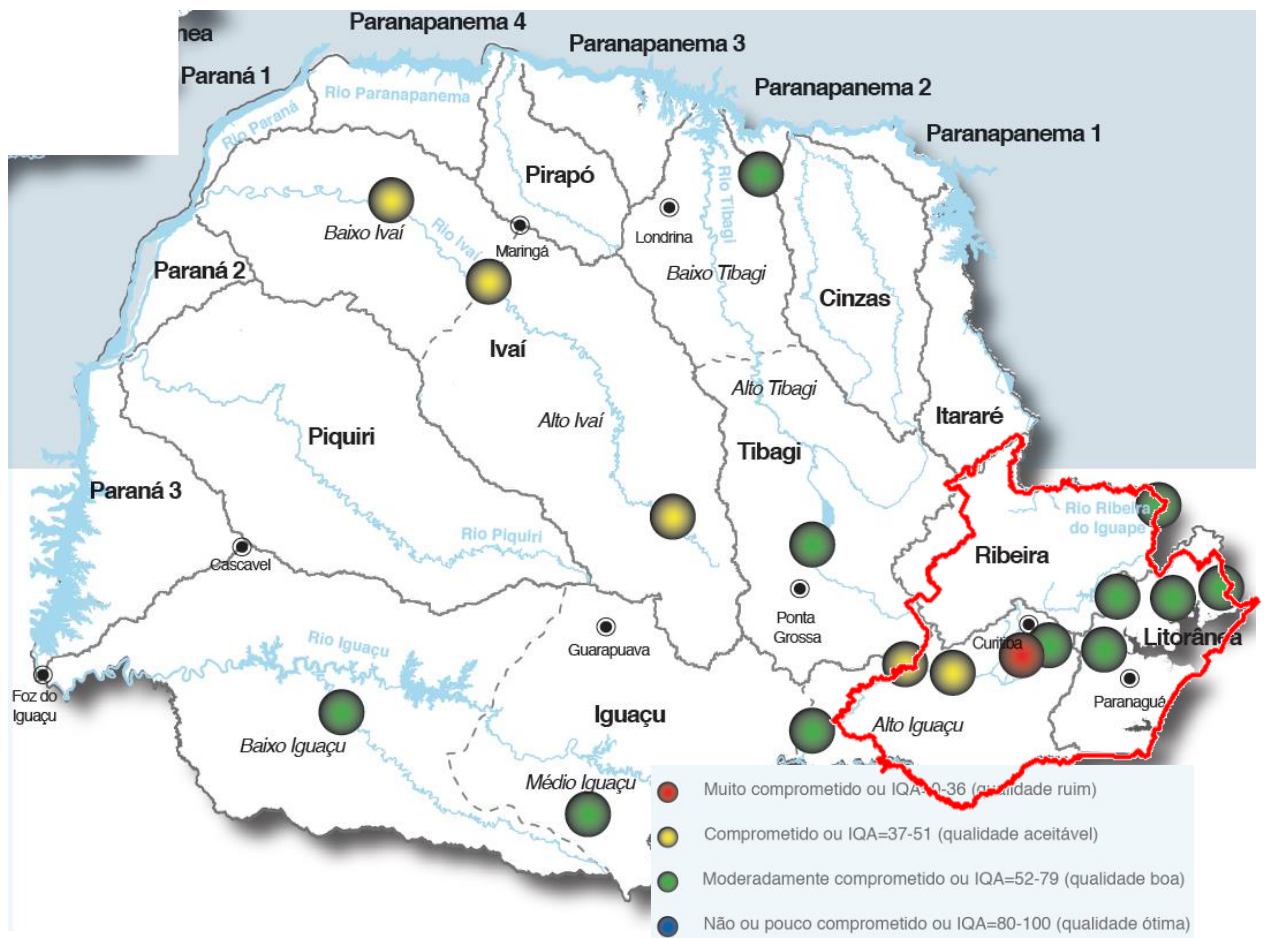 Paranapanema 4
nea
Paranapanema 3
Paraná 1
Paranapanema 2
Rio Paranapanema
Rio Paraná
Paranapanema 1
Pirapó
Rio Tibagi
Baixo Ivaí
Rio Ivaí
Maringá
Londrina
Paraná 2
Baixo Tibagi
Cinzas
Ivaí
Alto Tibagi
Alto Ivaí
Itararé
Piquiri
Tibagi
Paraná 3
Rio Piquiri
Rio Ribeira
do Iguape
Ribeira
Cascavel
Ponta
Grossa
Rio Iguaçu
Guarapuava
Curitiba
Litorânea
Foz do
Iguaçu
Paranaguá
Iguaçu
Alto Iguaçu
Baixo Iguaçu
Médio Iguaçu
Muito comprometido ou IQA=0-36 (qualidade ruim)
Comprometido ou IQA=37-51 (qualidade aceitável)
Moderadamente comprometido ou IQA=52-79 (qualidade boa)
Não ou pouco comprometido ou IQA=80-100 (qualidade ótima)